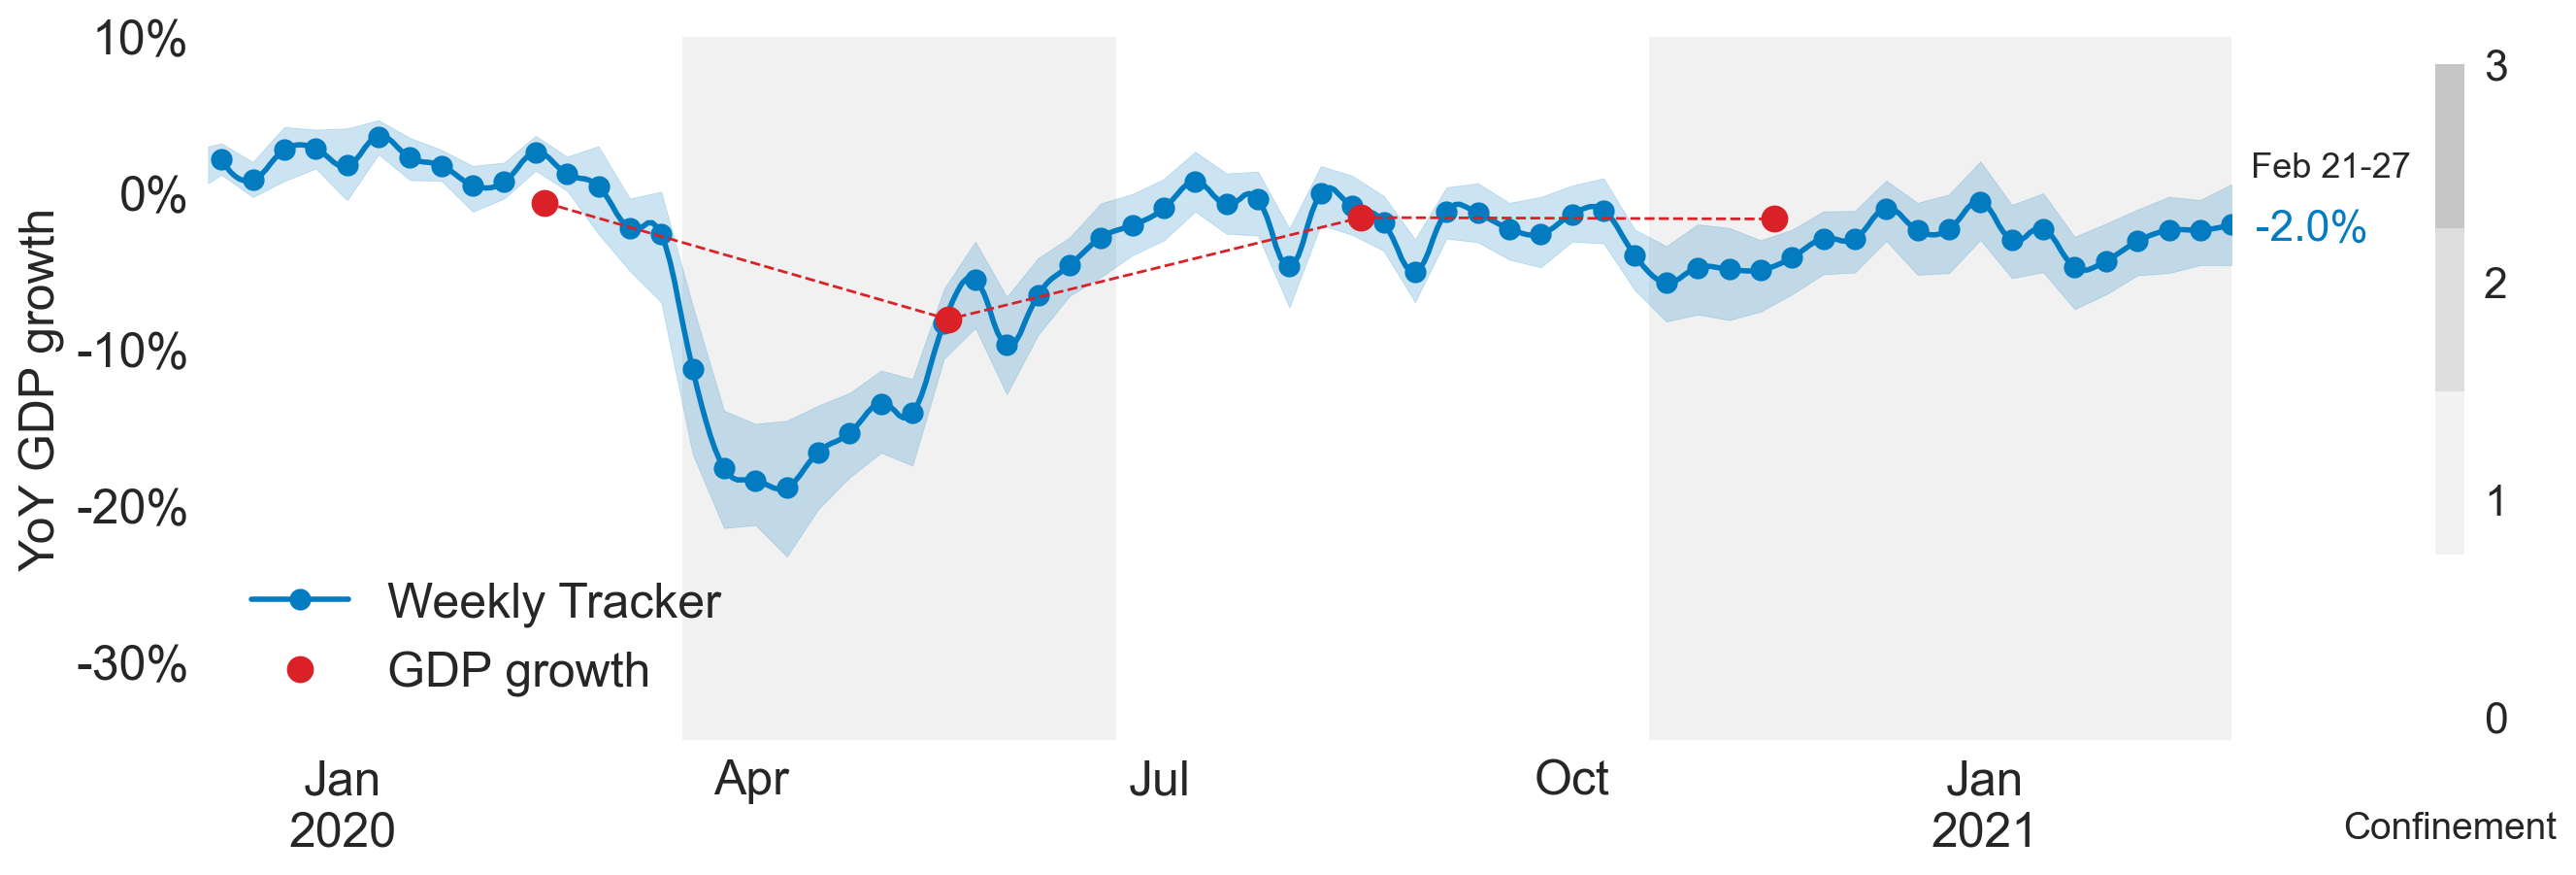 10%
0%
-10%
-20%
-30%
YoY GDP growth
Weekly Tracker
GDP growth
Jan
2020
Apr
Jul
Oct
Jan
2021
Feb 21-27
-2.0%
3
2
1
0
Confinement